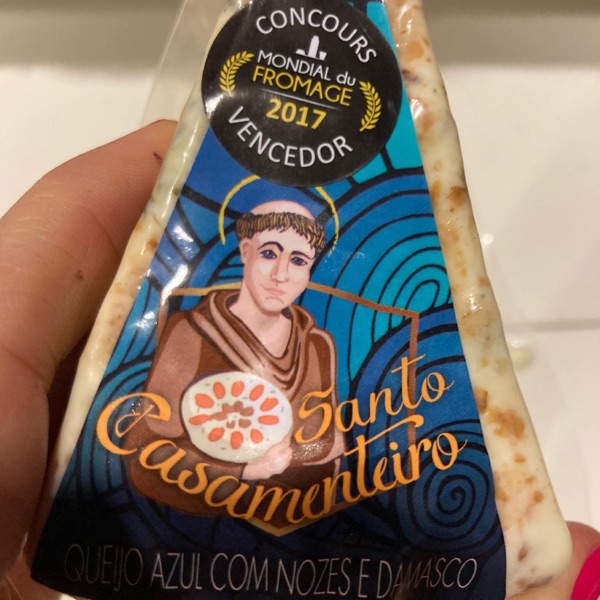 CONCOURS
MONDIAL du
FROMAGE
2017
VENCEDOR
Santo
Casamenteiro
QUEIJO AZUL COM NOZES E DAMASCO